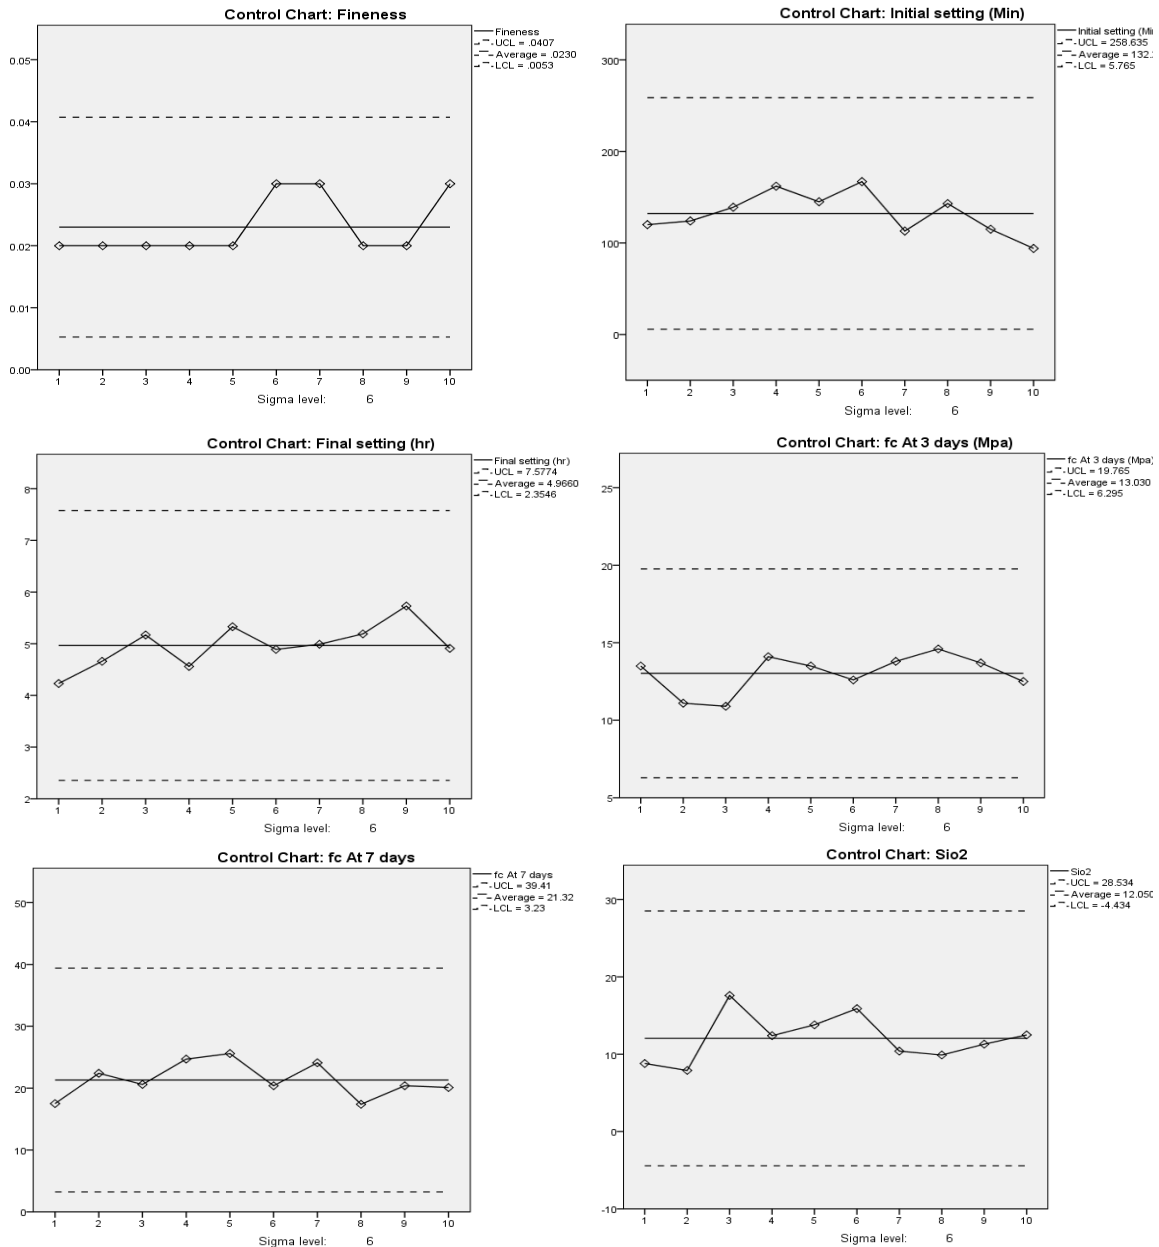 Control Chart: Fineness
Fineness
UCL = .0407
Average = .0230
LCL = .0053
0.05
0.04
0.03
0.02
0.01
0.00
1 2 3 4 5 6 7 8 9 10
Sigma level: 6
Control Chart: Initial setting (Min)
Initial setting (Mi
UCL = 258.635
Average = 132.
LCL = 5.765
300
200
100
0
1 2 3 4 5 6 7 8 9 10
Sigma level: 6
Control Chart: Final setting (hr)
Final setting (hr)
UCL = 7.5774
Average = 4.9660
LCL = 2.3546
8
7
6
5
4
3
2
1 2 3 4 5 6 7 8 9 10
Sigma level: 6
Control Chart: fc At 3 days (Mpa)
fc At 3 days (Mpa)
UCL = 19.765
Average = 13.030
LCL = 6.295
25
20
15
10
5
1 2 3 4 5 6 7 8 9 10
Sigma level: 6
Control Chart: fc At 7 days
fc At 7 days
UCL = 39.41
Average = 21.32
LCL = 3.23
50
40
30
20
10
0
1 2 3 4 5 6 7 8 9 10
Sigma level: 6
Control Chart: Sio2
Sio2
UCL = 28.534
Average = 12.050
LCL = -4.434
30
20
10
0
-10
1 2 3 4 5 6 7 8 9 10
Sigma level: 6